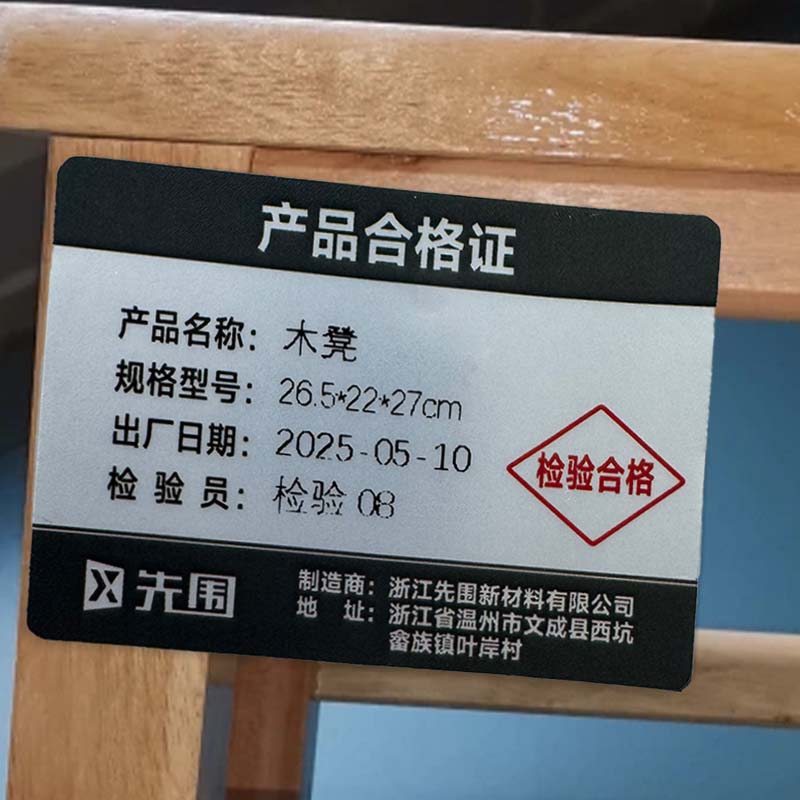 产品合格证
产品名称：木凳
规格型号：26.5*22*27cm
出厂日期：2025-05-10
检验员：检验08
检验合格
先围
制造商：浙江先围新材料有限公司
地址：浙江省温州市文成县西坑
畲族镇叶岸村